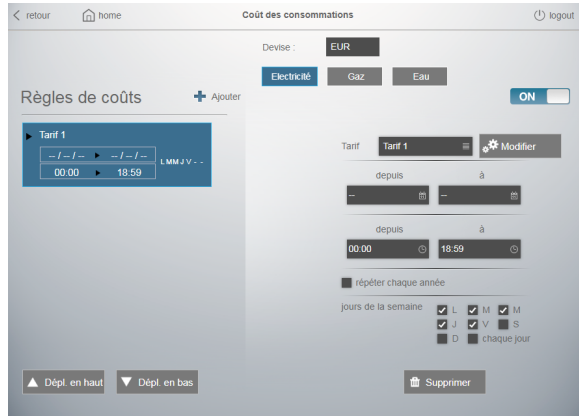 retour home Coût des consommations logout
Devise : EUR
Electricité Gaz Eau
Règles de coûts Ajouter
ON
Tarif 1
-- / -- / -- -- / -- / --
L M M J V - -
00:00 18:59
Tarif Tarif 1 Modifier
depuis à
-- --
depuis à
00:00 18:59
répéter chaque année
jours de la semaine L M M
J V S
D chaque jour
Dépl. en haut Dépl. en bas Supprimer